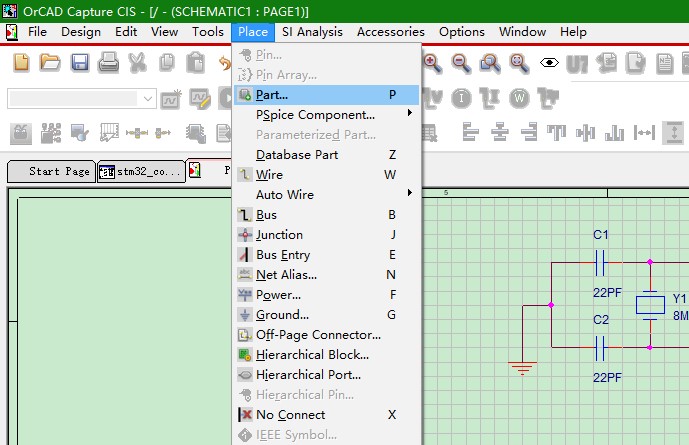 OrCAD Capture CIS - [/ - (SCHEMATIC1 : PAGE1)]
File Design Edit View Tools Place SI Analysis Accessories Options Window Help
Pin...
Pin Array...
Part... P
PSpice Component...
Parameterized Part...
Database Part Z
Wire W
Auto Wire
Bus B
Junction J
Bus Entry E
Net Alias... N
Power... F
Ground... G
Off-Page Connector...
Hierarchical Block...
Hierarchical Port...
Hierarchical Pin...
No Connect X
IEEE Symbol...
Start Page stm32_co... P
5
C1
22PF
Y1
8M
C2
22PF